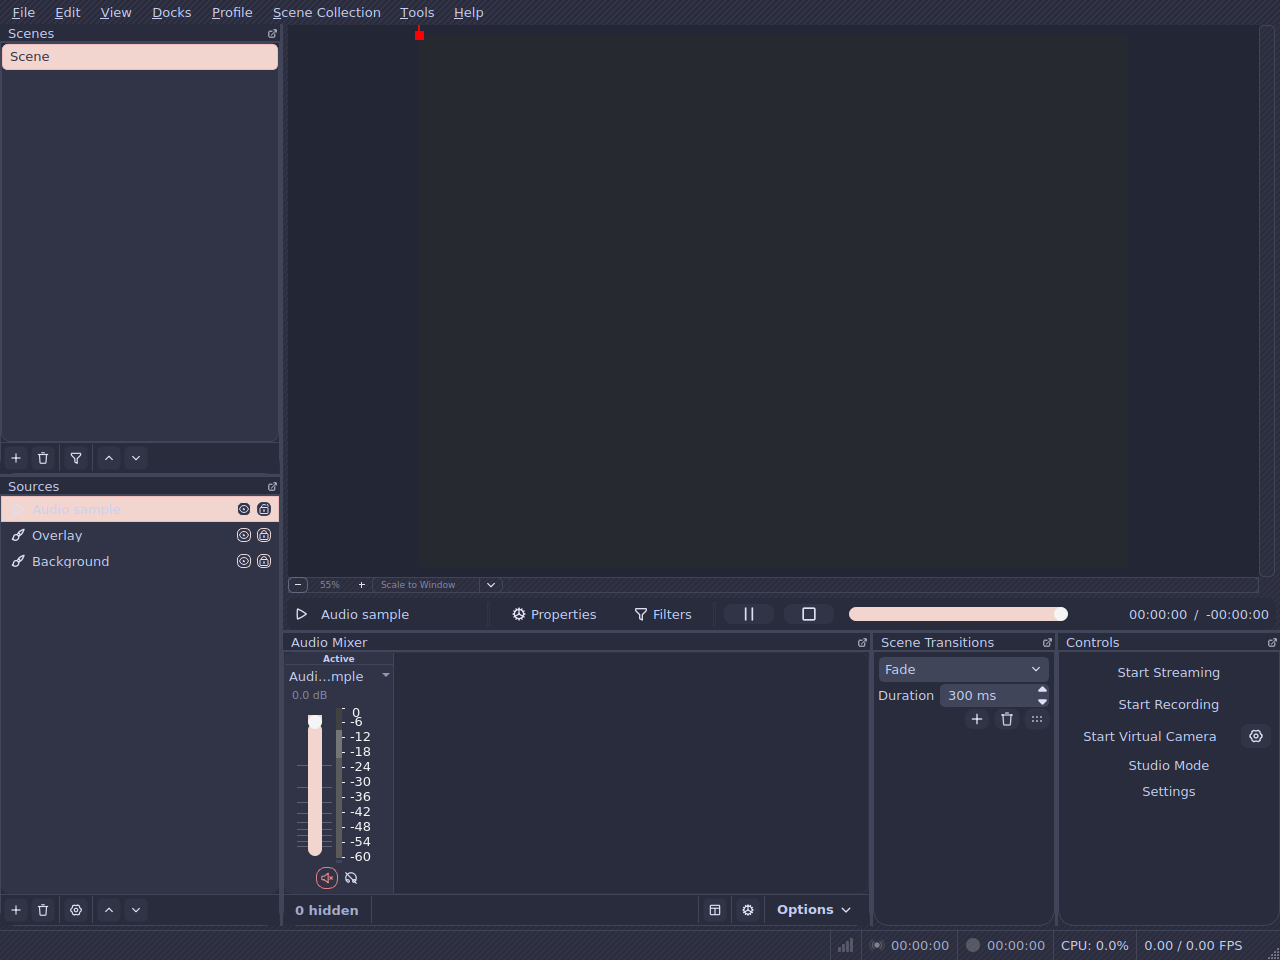 File Edit View Docks Profile Scene Collection Tools Help
Scenes
Scene
Sources
Audio sample
Overlay
Background
55% Scale to Window
Audio sample Properties Filters 00:00:00 / -00:00:00
Audio Mixer
Active
Audi...mple
0.0 dB
0
-6
-12
-18
-24
-30
-36
-42
-48
-54
-60
0 hidden Options
Scene Transitions
Fade
Duration 300 ms
Controls
Start Streaming
Start Recording
Start Virtual Camera
Studio Mode
Settings
00:00:00 00:00:00 CPU: 0.0% 0.00 / 0.00 FPS